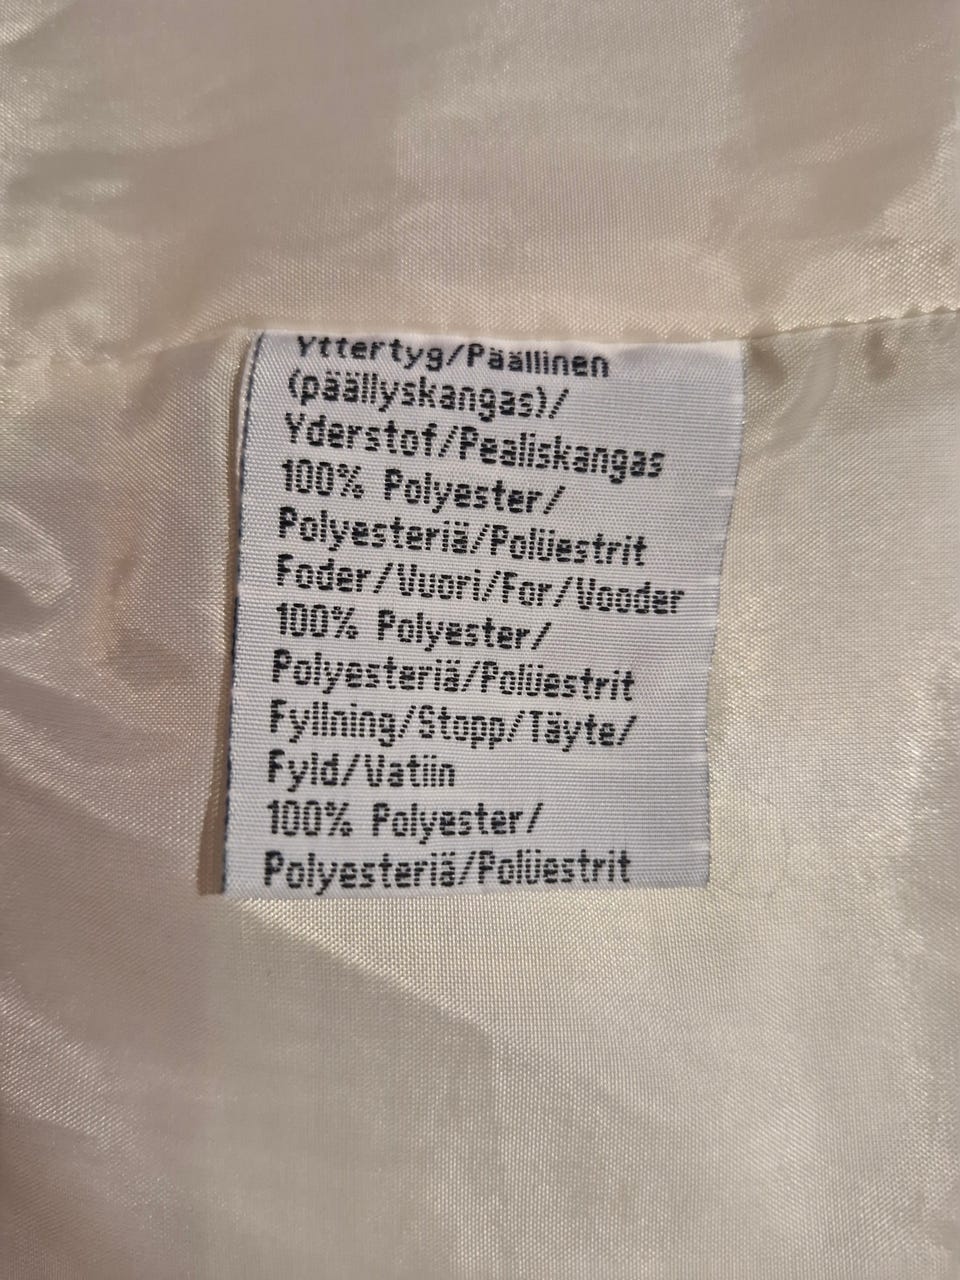 Yttertyg/Päällinen
(päällyskangas)/
Yderstof/Pealiskangas
100% Polyester/
Polyesteriä/Polüestrit
Foder/Vuori/For/Vooder
100% Polyester/
Polyesteriä/Polüestrit
Fyllning/Stopp/Täyte/
Fyld/Vatiin
100% Polyester/
Polyesteriä/Polüestrit